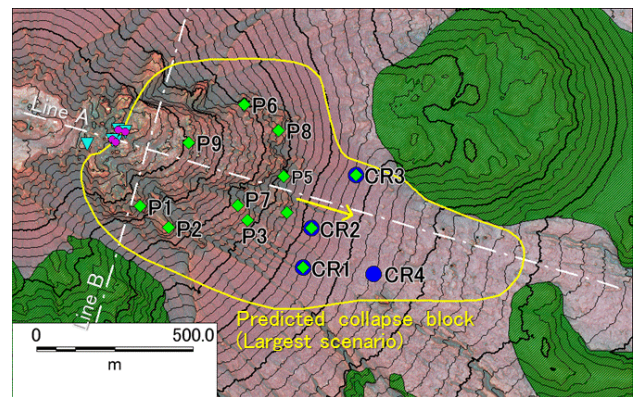 Line A
P6
P8
P9
P5
CR3
P1
P7
P2
P3
CR2
CR1
CR4
Line B
Predicted collapse block
(Largest scenario)
0 500.0
m